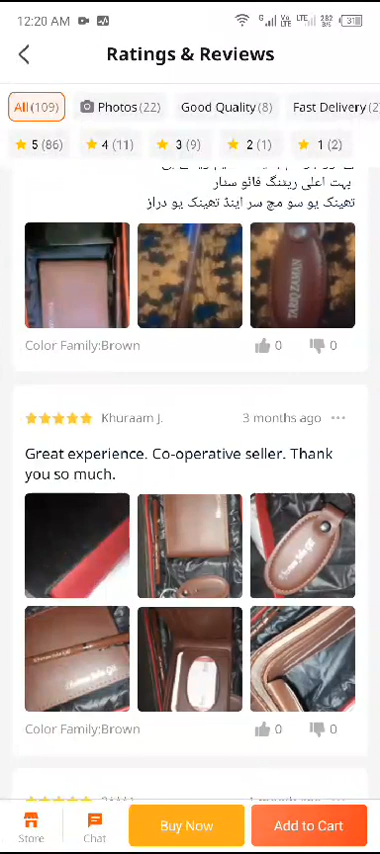 12:20 AM
Ratings & Reviews
All (109)
Photos (22)
Good Quality (8)
Fast Delivery (2
5 (86)
4 (11)
3 (9)
2 (1)
1 (2)
بہت اعلی ریٹنگ فائو سٹار
تھینک یو سو مچ سر اینڈ تھینک یو دراز
TARIQ ZAMAN
Color Family:Brown
0
0
Khuraam J.
3 months ago
Great experience. Co-operative seller. Thank
you so much.
Color Family:Brown
0
0
Store
Chat
Buy Now
Add to Cart